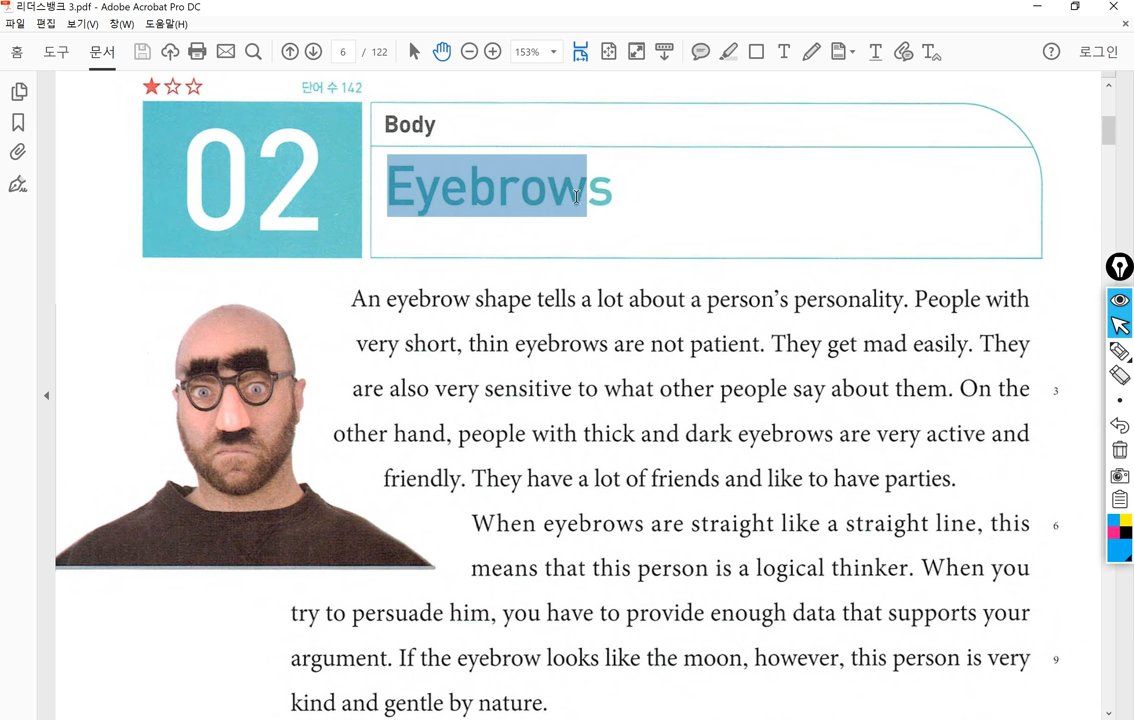 리더스뱅크 3.pdf - Adobe Acrobat Pro DC
파일 편집 보기(V) 창(W) 도움말(H)
홈 도구 문서 6 / 122 153% 로그인
단어 수 142
02
Body
Eyebrows
An eyebrow shape tells a lot about a person's personality. People with
very short, thin eyebrows are not patient. They get mad easily. They
are also very sensitive to what other people say about them. On the 3
other hand, people with thick and dark eyebrows are very active and
friendly. They have a lot of friends and like to have parties.
When eyebrows are straight like a straight line, this 6
means that this person is a logical thinker. When you
try to persuade him, you have to provide enough data that supports your
argument. If the eyebrow looks like the moon, however, this person is very 9
kind and gentle by nature.